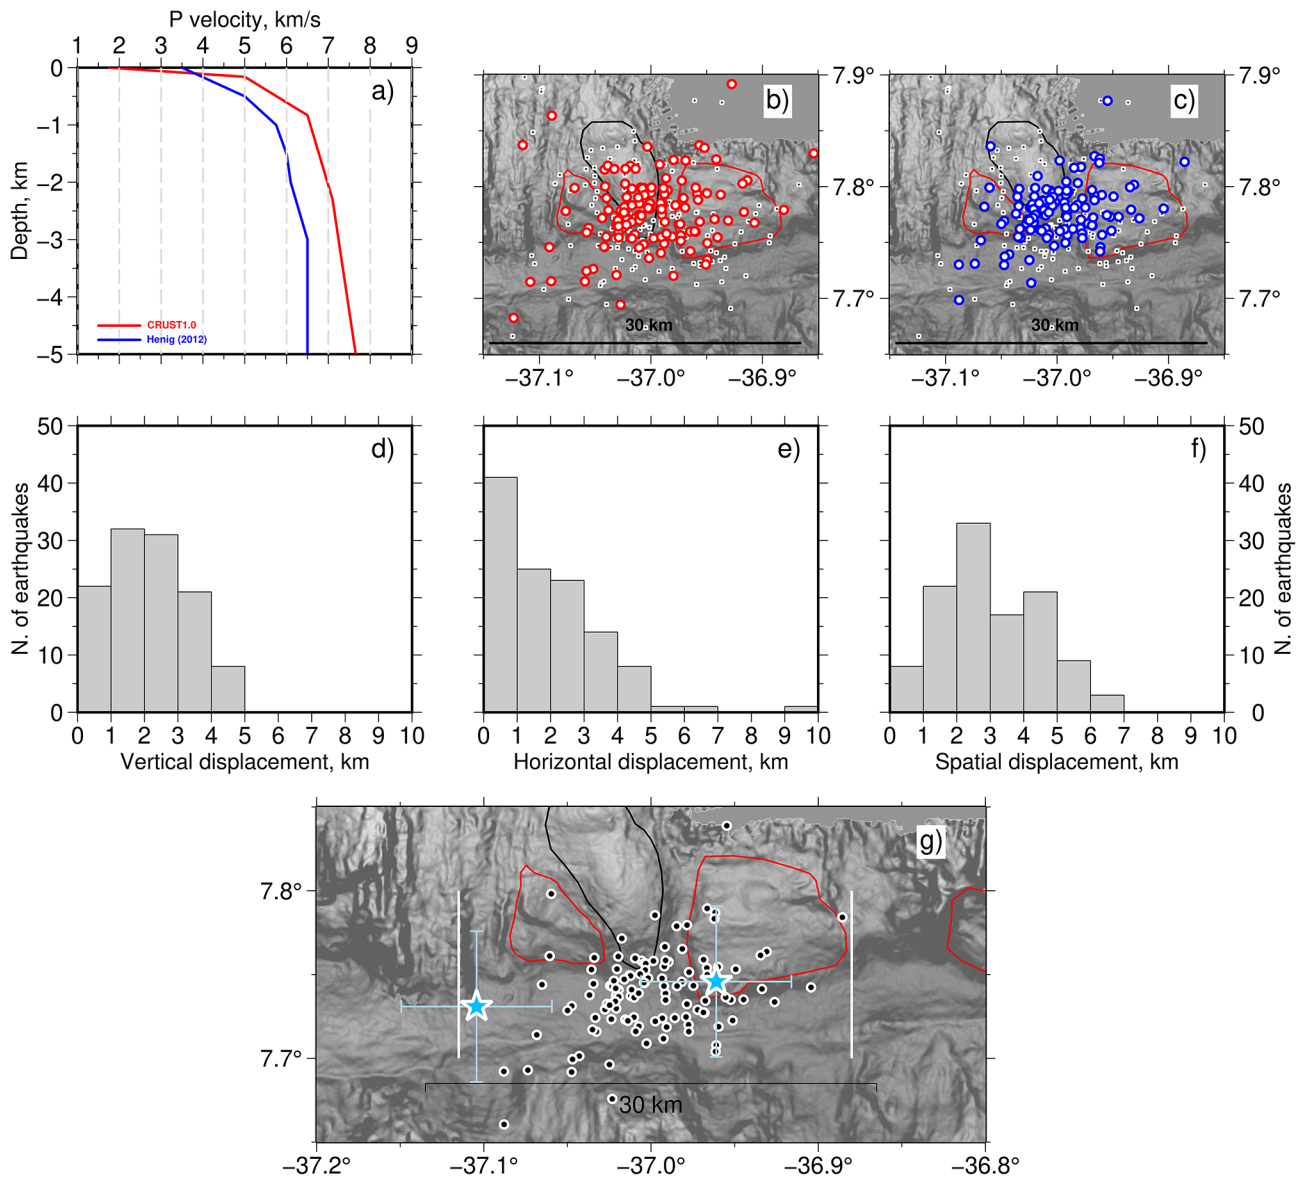 P velocity, km/s
1 2 3 4 5 6 7 8 9
0
−1
−2
−3
−4
−5
Depth, km
a)
CRUST1.0
Henig (2012)
b)
30 km
7.9°
7.8°
7.7°
−37.1° −37.0° −36.9°
c)
30 km
7.9°
7.8°
7.7°
−37.1° −37.0° −36.9°
d)
50
40
30
20
10
0
N. of earthquakes
0 1 2 3 4 5 6 7 8 9 10
Vertical displacement, km
e)
0 1 2 3 4 5 6 7 8 9 10
Horizontal displacement, km
f)
50
40
30
20
10
0
N. of earthquakes
0 1 2 3 4 5 6 7 8 9 10
Spatial displacement, km
g)
7.8°
7.7°
30 km
−37.2° −37.1° −37.0° −36.9° −36.8°